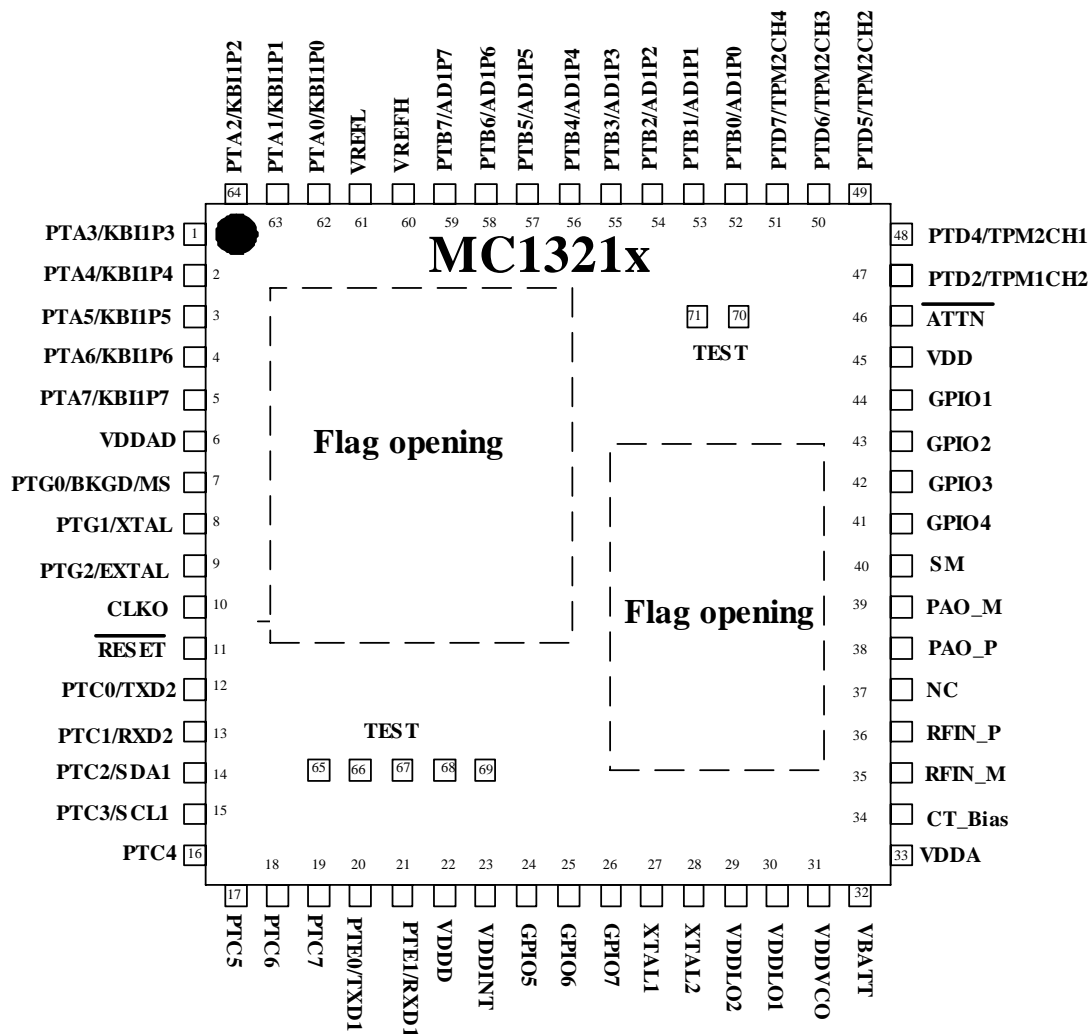 PTA2/KBI1P2
PTA1/KBI1P1
PTA0/KBI1P0
VREFL
VREFH
PTB7/AD1P7
PTB6/AD1P6
PTB5/AD1P5
PTB4/AD1P4
PTB3/AD1P3
PTB2/AD1P2
PTB1/AD1P1
PTB0/AD1P0
PTD7/TPM2CH4
PTD6/TPM2CH3
PTD5/TPM2CH2
64 63 62 61 60 59 58 57 56 55 54 53 52 51 50 49
MC1321x
PTA3/KBI1P3 1
PTA4/KBI1P4 2
PTA5/KBI1P5 3
PTA6/KBI1P6 4
PTA7/KBI1P7 5
VDDAD 6
PTG0/BKGD/MS 7
PTG1/XTAL 8
PTG2/EXTAL 9
CLKO 10
RESET 11
PTC0/TXD2 12
PTC1/RXD2 13
PTC2/SDA1 14
PTC3/SCL1 15
PTC4 16
71 70
TEST
Flag opening
Flag opening
TEST
65 66 67 68 69
48 PTD4/TPM2CH1
47 PTD2/TPM1CH2
46 ATTN
45 VDD
44 GPIO1
43 GPIO2
42 GPIO3
41 GPIO4
40 SM
39 PAO_M
38 PAO_P
37 NC
36 RFIN_P
35 RFIN_M
34 CT_Bias
33 VDDA
17 18 19 20 21 22 23 24 25 26 27 28 29 30 31 32
PTC5
PTC6
PTC7
PTE0/TXD1
PTE1/RXD1
VDDD
VDDINT
GPIO5
GPIO6
GPIO7
XTAL1
XTAL2
VDDLO2
VDDLO1
VDDVCO
VBATT